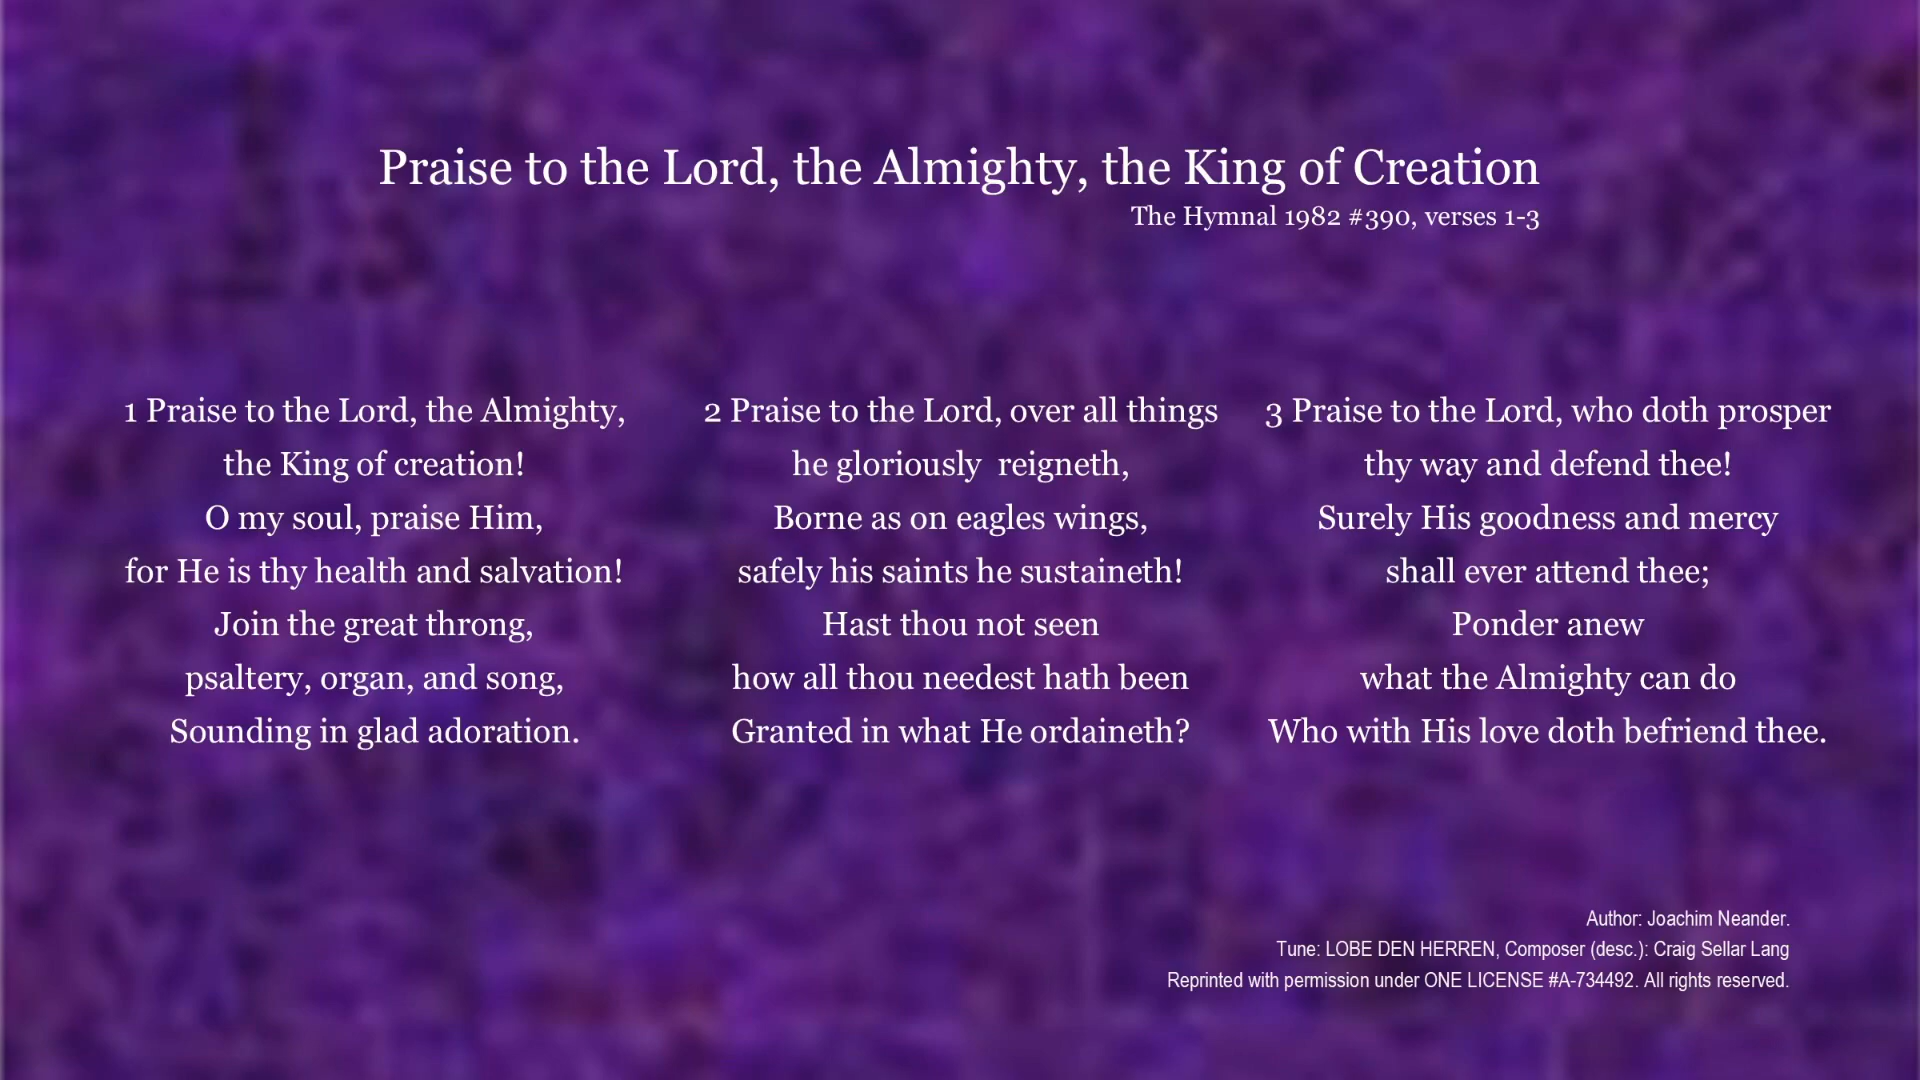 Praise to the Lord, the Almighty, the King of Creation
The Hymnal 1982 #390, verses 1-3
1 Praise to the Lord, the Almighty,
the King of creation!
O my soul, praise Him,
for He is thy health and salvation!
Join the great throng,
psaltery, organ, and song,
Sounding in glad adoration.
2 Praise to the Lord, over all things
he gloriously  reigneth,
Borne as on eagles wings,
safely his saints he sustaineth!
Hast thou not seen
how all thou needest hath been
Granted in what He ordaineth?
3 Praise to the Lord, who doth prosper
thy way and defend thee!
Surely His goodness and mercy
shall ever attend thee;
Ponder anew
what the Almighty can do
Who with His love doth befriend thee.
Author: Joachim Neander.
Tune: LOBE DEN HERREN, Composer (desc.): Craig Sellar Lang
Reprinted with permission under ONE LICENSE #A-734492. All rights reserved.